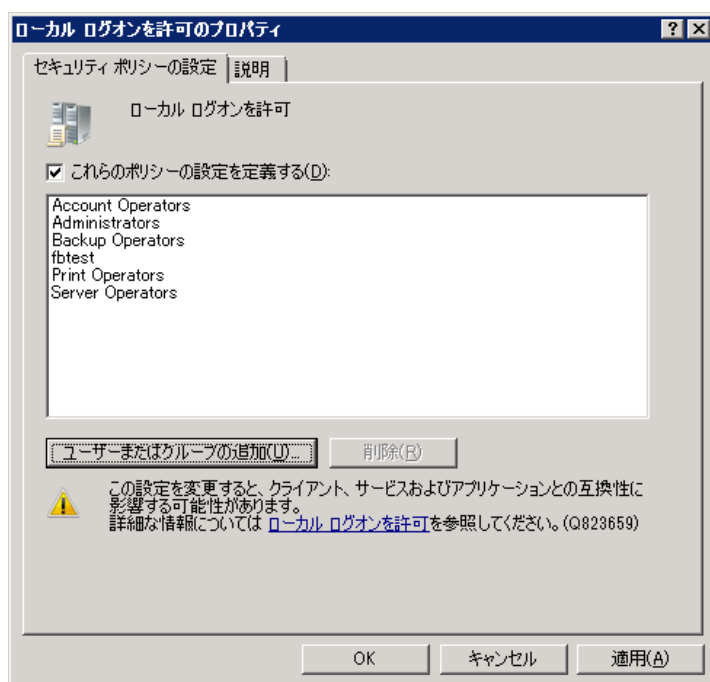 ローカル ログオンを許可のプロパティ
セキュリティ ポリシーの設定
説明
ローカル ログオンを許可
これらのポリシーの設定を定義する(D):
Account Operators
Administrators
Backup Operators
fbtest
Print Operators
Server Operators
ユーザーまたはグループの追加(U)...
削除(R)
この設定を変更すると、クライアント、サービスおよびアプリケーションとの互換性に
影響する可能性があります。
詳細な情報については ローカル ログオンを許可を参照してください。(Q823659)
OK
キャンセル
適用(A)